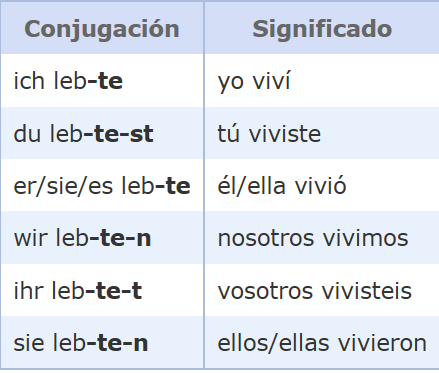 Conjugación Significado
ich leb-te yo viví
du leb-te-st tú viviste
er/sie/es leb-te él/ella vivió
wir leb-te-n nosotros vivimos
ihr leb-te-t vosotros vivisteis
sie leb-te-n ellos/ellas vivieron